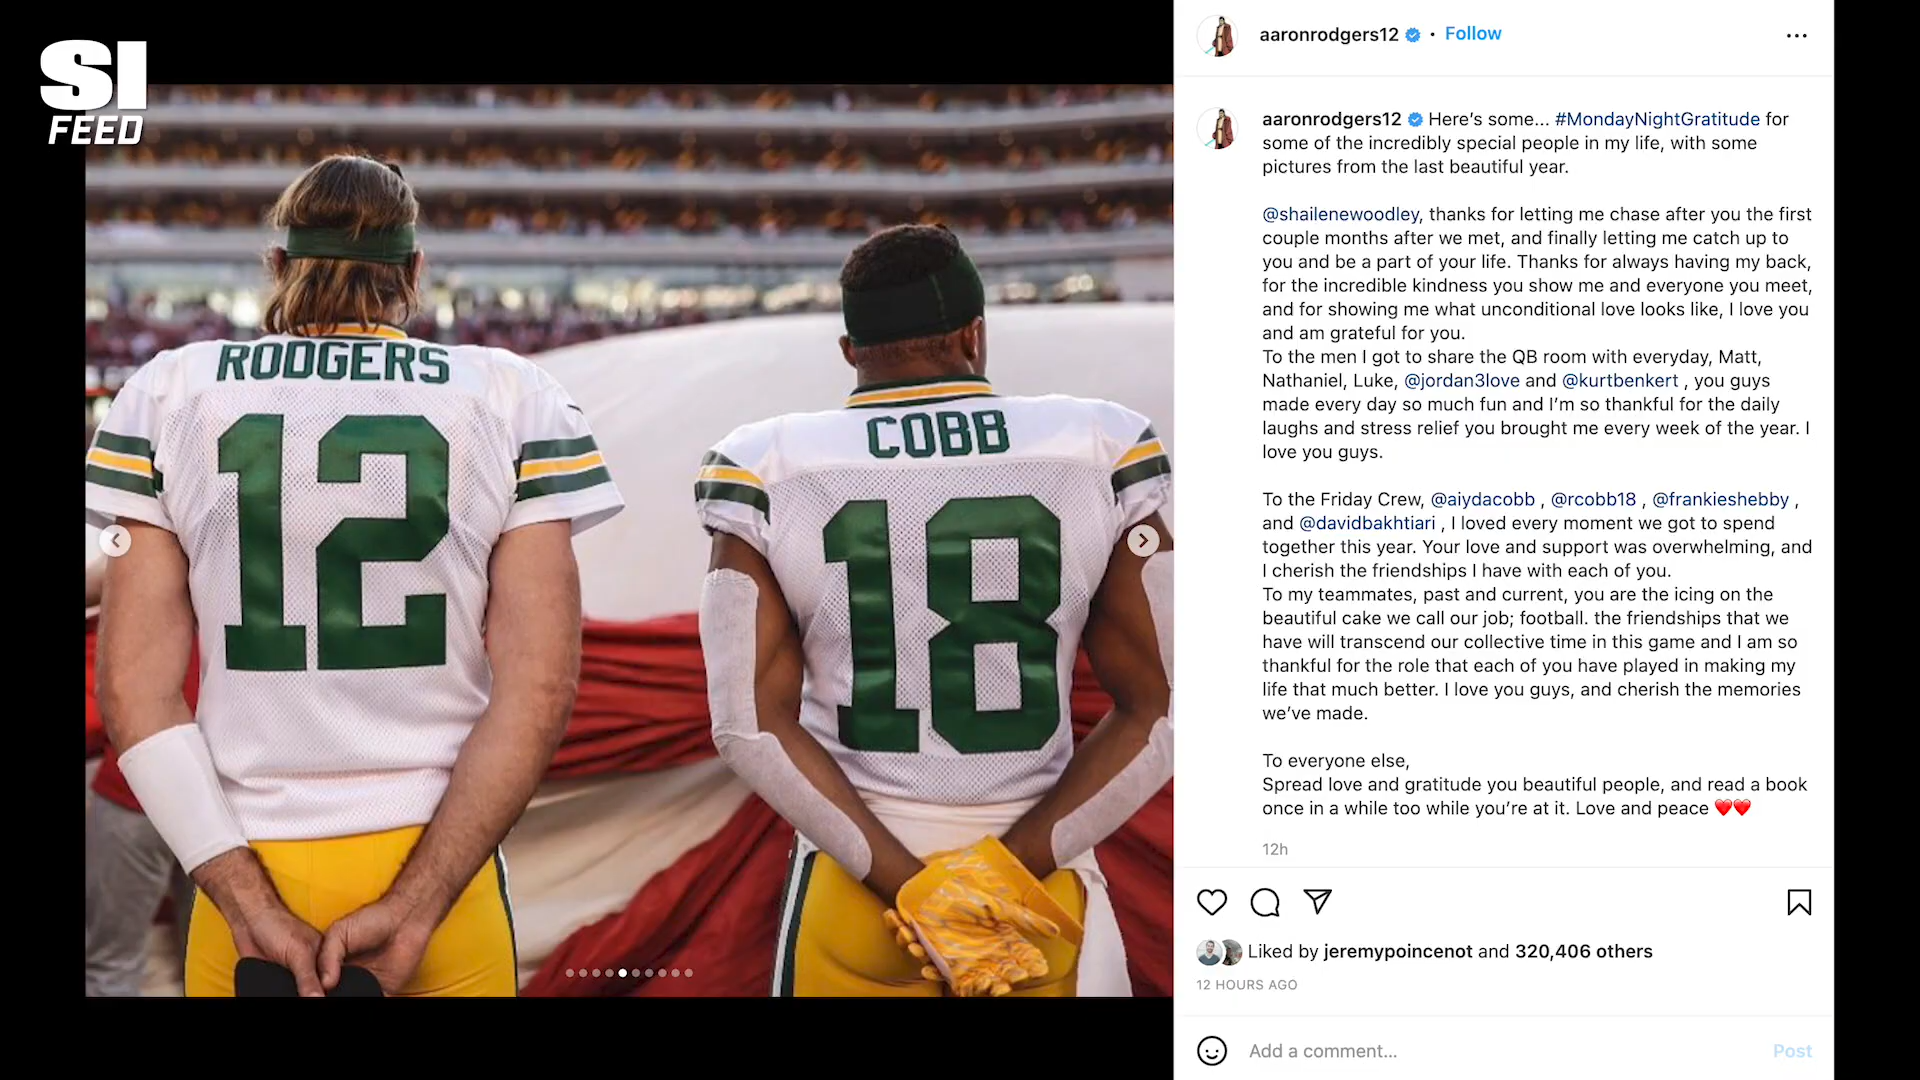 SI
FEED
RODGERS
12
COBB
18
aaronrodgers12 • Follow
aaronrodgers12 Here’s some... #MondayNightGratitude for
some of the incredibly special people in my life, with some
pictures from the last beautiful year.
@shailenewoodley, thanks for letting me chase after you the first
couple months after we met, and finally letting me catch up to
you and be a part of your life. Thanks for always having my back,
for the incredible kindness you show me and everyone you meet,
and for showing me what unconditional love looks like, I love you
and am grateful for you.
To the men I got to share the QB room with everyday, Matt,
Nathaniel, Luke, @jordan3love and @kurtbenkert , you guys
made every day so much fun and I’m so thankful for the daily
laughs and stress relief you brought me every week of the year. I
love you guys.
To the Friday Crew, @aiydacobb , @rcobb18 , @frankieshebby ,
and @davidbakhtiari , I loved every moment we got to spend
together this year. Your love and support was overwhelming, and
I cherish the friendships I have with each of you.
To my teammates, past and current, you are the icing on the
beautiful cake we call our job; football. the friendships that we
have will transcend our collective time in this game and I am so
thankful for the role that each of you have played in making my
life that much better. I love you guys, and cherish the memories
we’ve made.
To everyone else,
Spread love and gratitude you beautiful people, and read a book
once in a while too while you’re at it. Love and peace ❤️❤️
12h
Liked by jeremypoincenot and 320,406 others
12 HOURS AGO
Add a comment...
Post